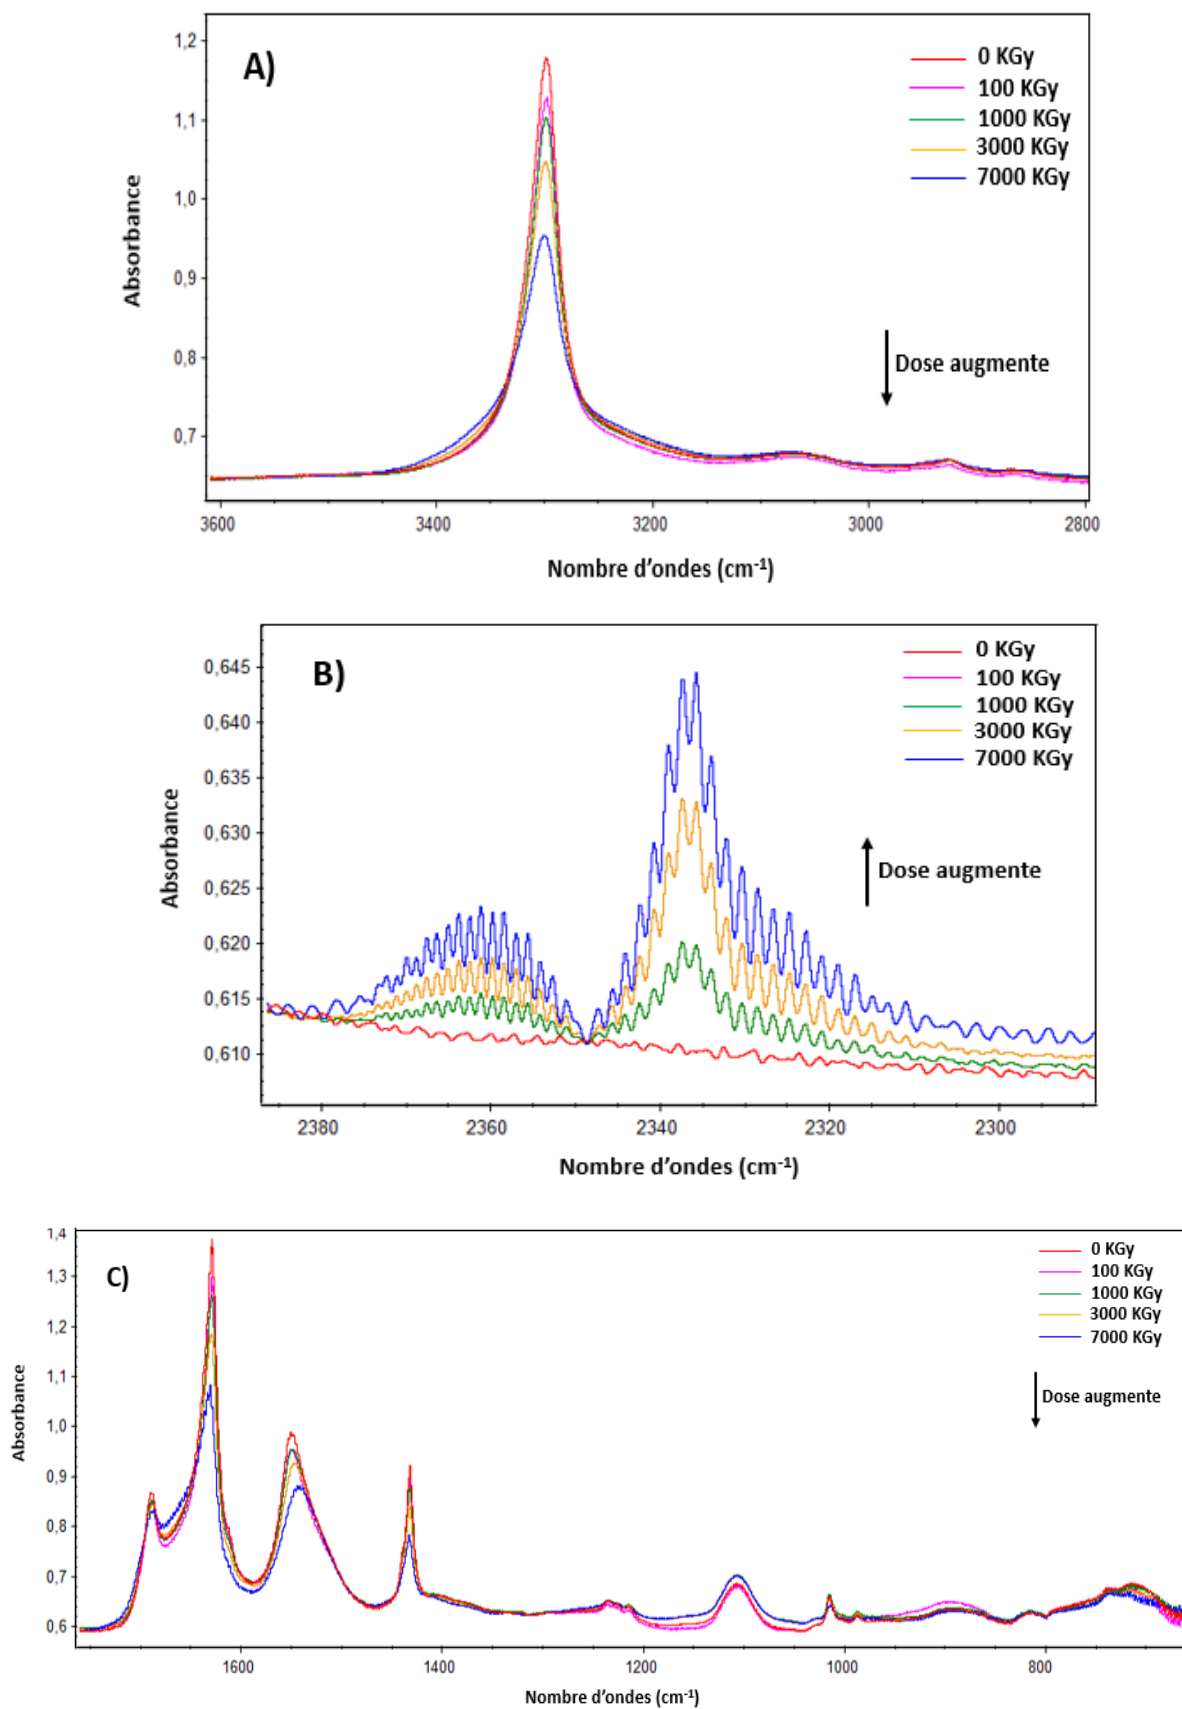 A)
1,2
1,1
1,0
0,9
0,8
0,7
Absorbance
0 KGy
100 KGy
1000 KGy
3000 KGy
7000 KGy
Dose augmente
3600 3400 3200 3000 2800
Nombre d'ondes (cm⁻¹)
B)
0,645
0,640
0,635
0,630
0,625
0,620
0,615
0,610
Absorbance
0 KGy
100 KGy
1000 KGy
3000 KGy
7000 KGy
Dose augmente
2380 2360 2340 2320 2300
Nombre d'ondes (cm⁻¹)
C)
1,4
1,3
1,2
1,1
1,0
0,9
0,8
0,7
0,6
Absorbance
0 KGy
100 KGy
1000 KGy
3000 KGy
7000 KGy
Dose augmente
1600 1400 1200 1000 800
Nombre d'ondes (cm⁻¹)